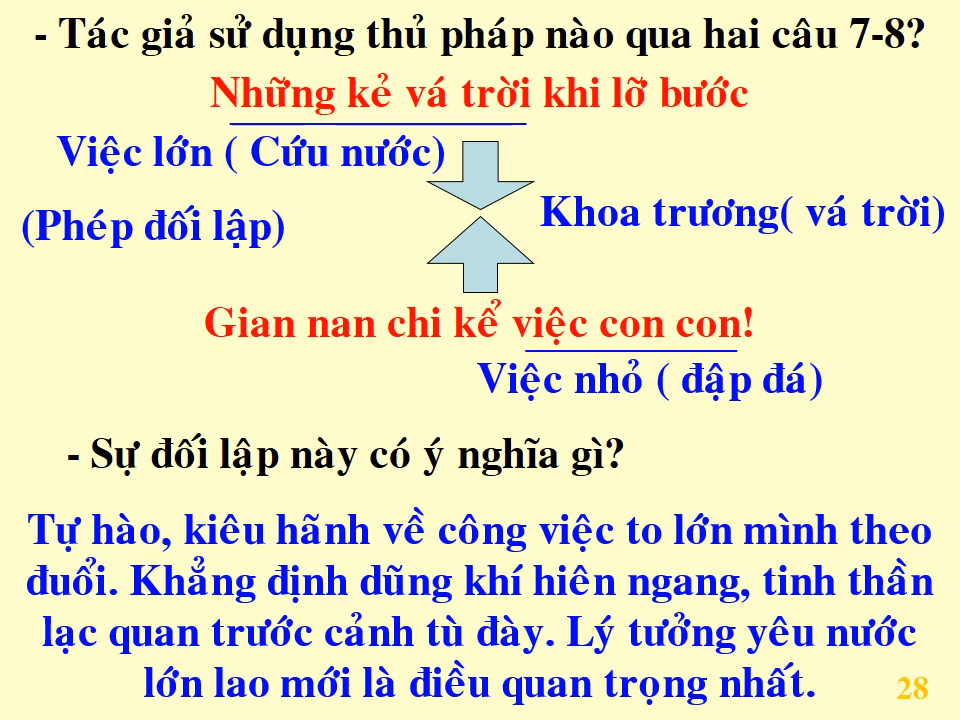 - Tác giả sử dụng thủ pháp nào qua hai câu 7-8?
Những kẻ vá trời khi lỡ bước
Việc lớn ( Cứu nước)
(Phép đối lập)
Khoa trương( vá trời)
Gian nan chi kể việc con con!
Việc nhỏ ( đập đá)
- Sự đối lập này có ý nghĩa gì?
Tự hào, kiêu hãnh về công việc to lớn mình theo
đuổi. Khẳng định dũng khí hiên ngang, tinh thần
lạc quan trước cảnh tù đày. Lý tưởng yêu nước
lớn lao mới là điều quan trọng nhất.
28